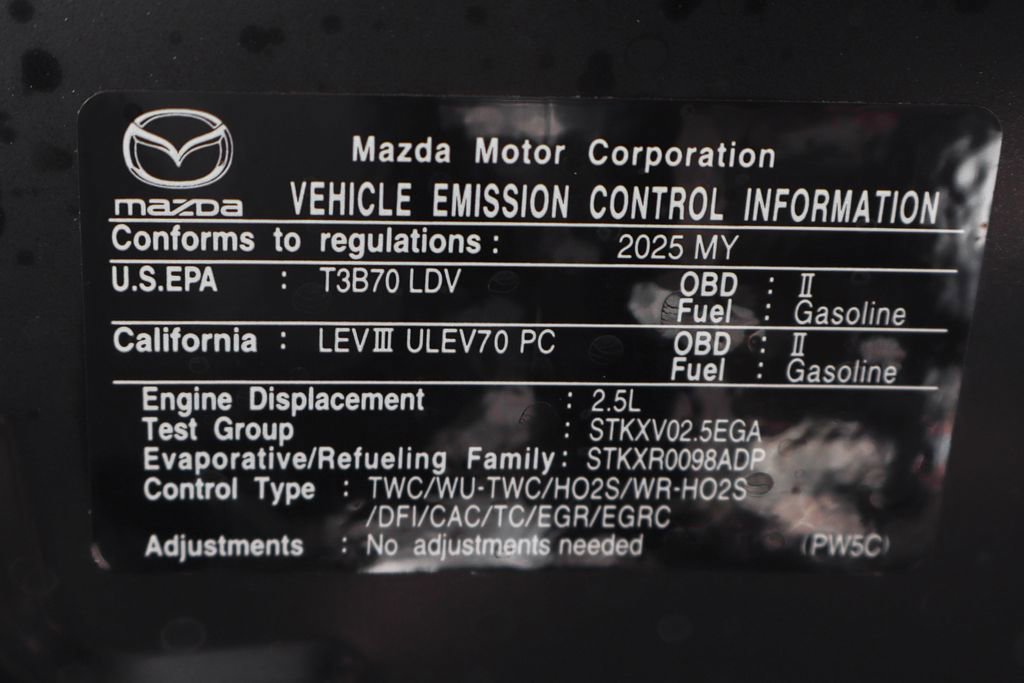 Mazda Motor Corporation
mazda VEHICLE EMISSION CONTROL INFORMATION
Conforms to regulations : 2025 MY
U.S.EPA : T3B70 LDV OBD : II
Fuel : Gasoline
California : LEVIII ULEV70 PC OBD : II
Fuel : Gasoline
Engine Displacement : 2.5L
Test Group : STKXV02.5EGA
Evaporative/Refueling Family : STKXR0098ADP
Control Type : TWC/WU-TWC/HO2S/WR-HO2S
/DFI/CAC/TC/EGR/EGRC
Adjustments : No adjustments needed (PW5C)